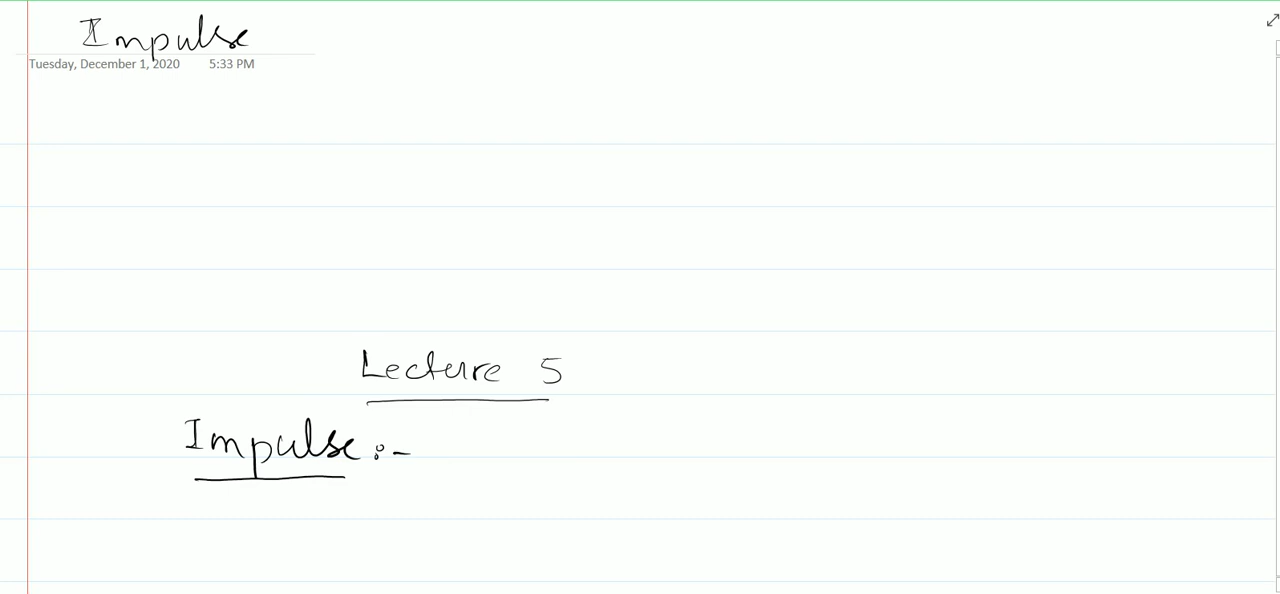 Impulse
Tuesday, December 1, 2020 5:33 PM
Lecture 5
Impulse :-